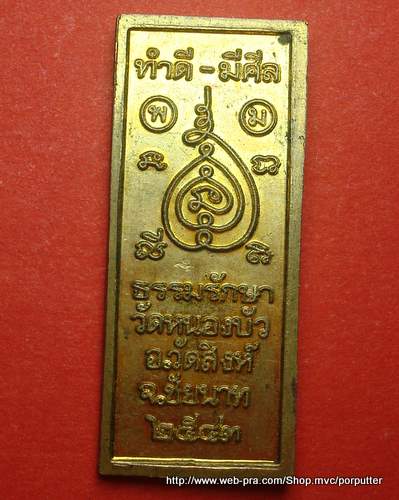 ทำดี - มีศีล
พ ม
ธรรมรักษา
วัดหนองบัว
อ.วัดสิงห์
จ.ชัยนาท
๒๕๔๓
http://www.web-pra.com/Shop.mvc/porputter